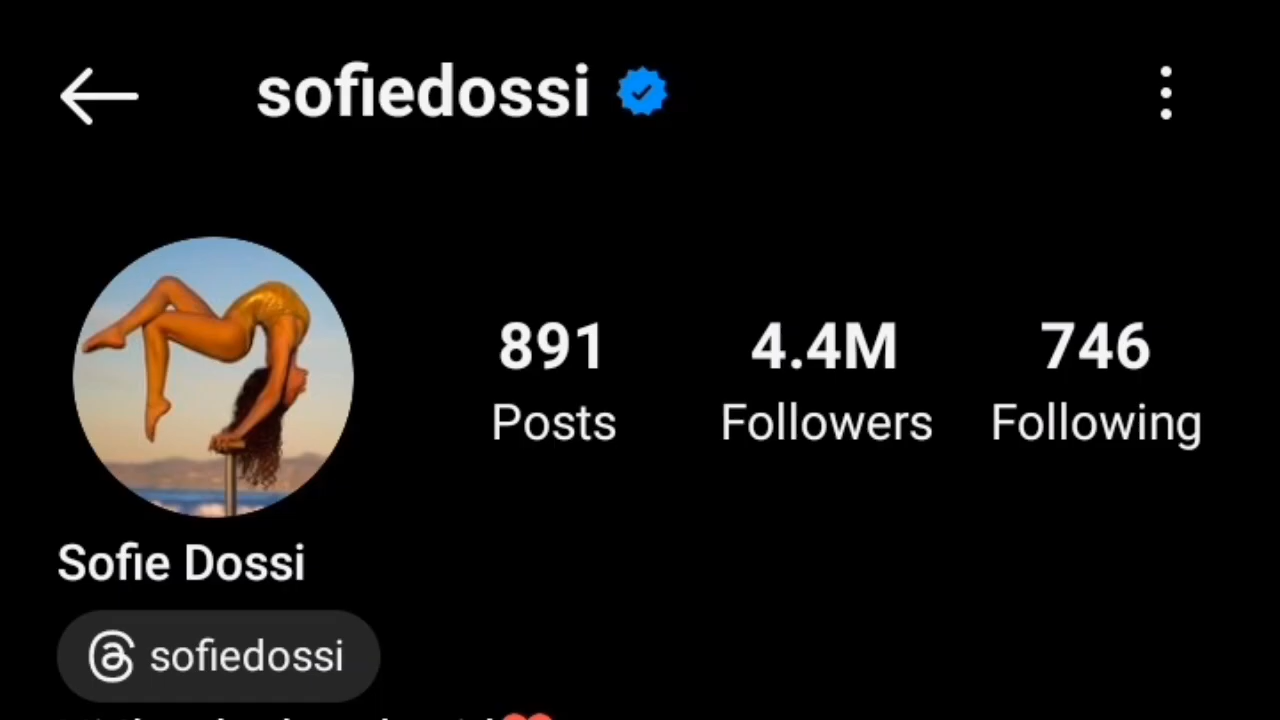 sofiedossi
891 4.4M 746
Posts Followers Following
Sofie Dossi
sofiedossi